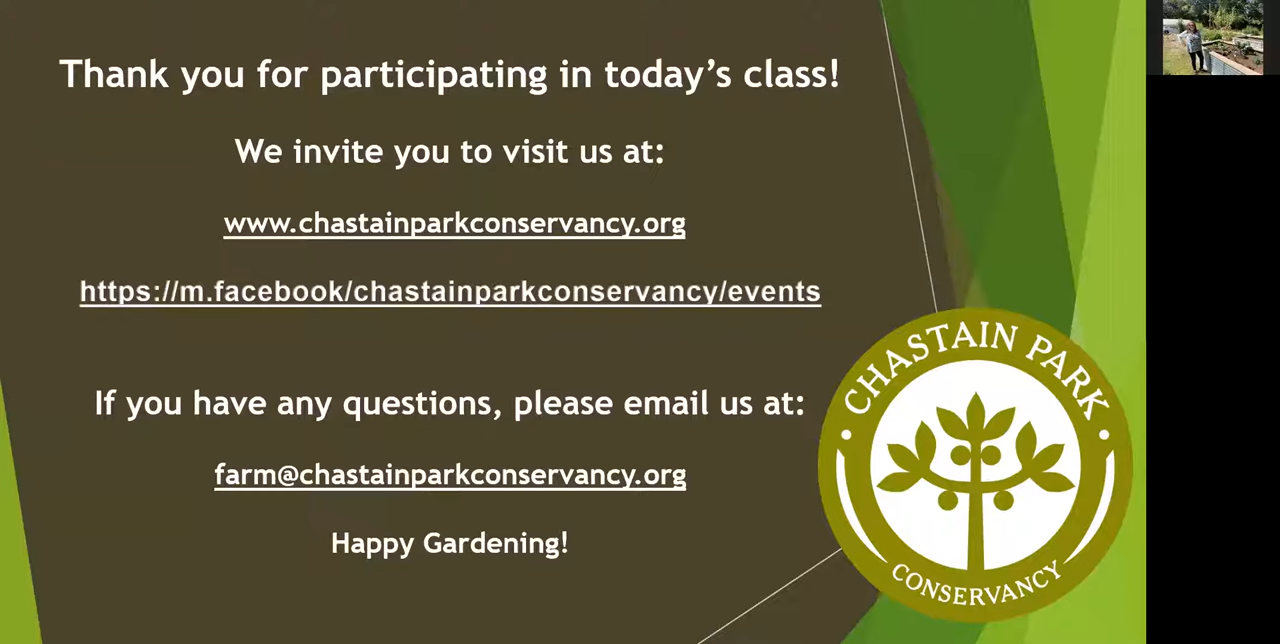 Thank you for participating in today’s class!
We invite you to visit us at:
www.chastainparkconservancy.org
https://m.facebook/chastainparkconservancy/events
If you have any questions, please email us at:
farm@chastainparkconservancy.org
Happy Gardening!
CHASTAIN PARK
CONSERVANCY